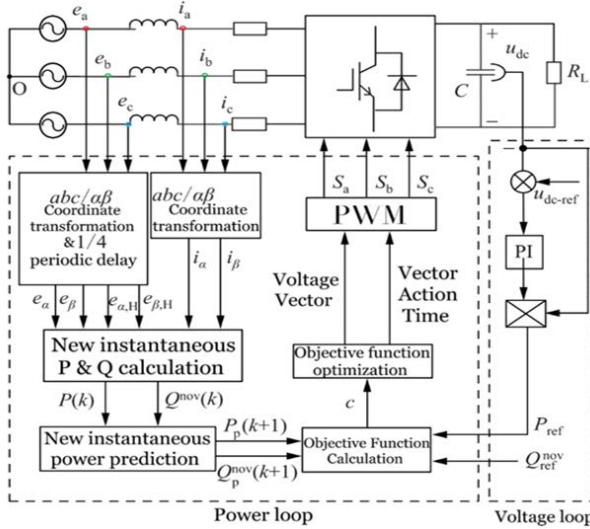 e_a
i_a
e_b
i_b
e_c
i_c
O
+
−
C
u_dc
R_L
abc/αβ
Coordinate
transformation
& 1/4
periodic delay
abc/αβ
Coordinate
transformation
S_a
S_b
S_c
PWM
−
u_dc-ref
PI
e_α
e_β
e_α,H
e_β,H
i_α
i_β
Voltage
Vector
Vector
Action
Time
New instantaneous
P & Q calculation
Objective function
optimization
P(k)
Q^nov(k)
c
New instantaneous
power prediction
P_p(k+1)
Q_p^nov(k+1)
Objective Function
Calculation
P_ref
Q_ref^nov
Power loop
Voltage loop